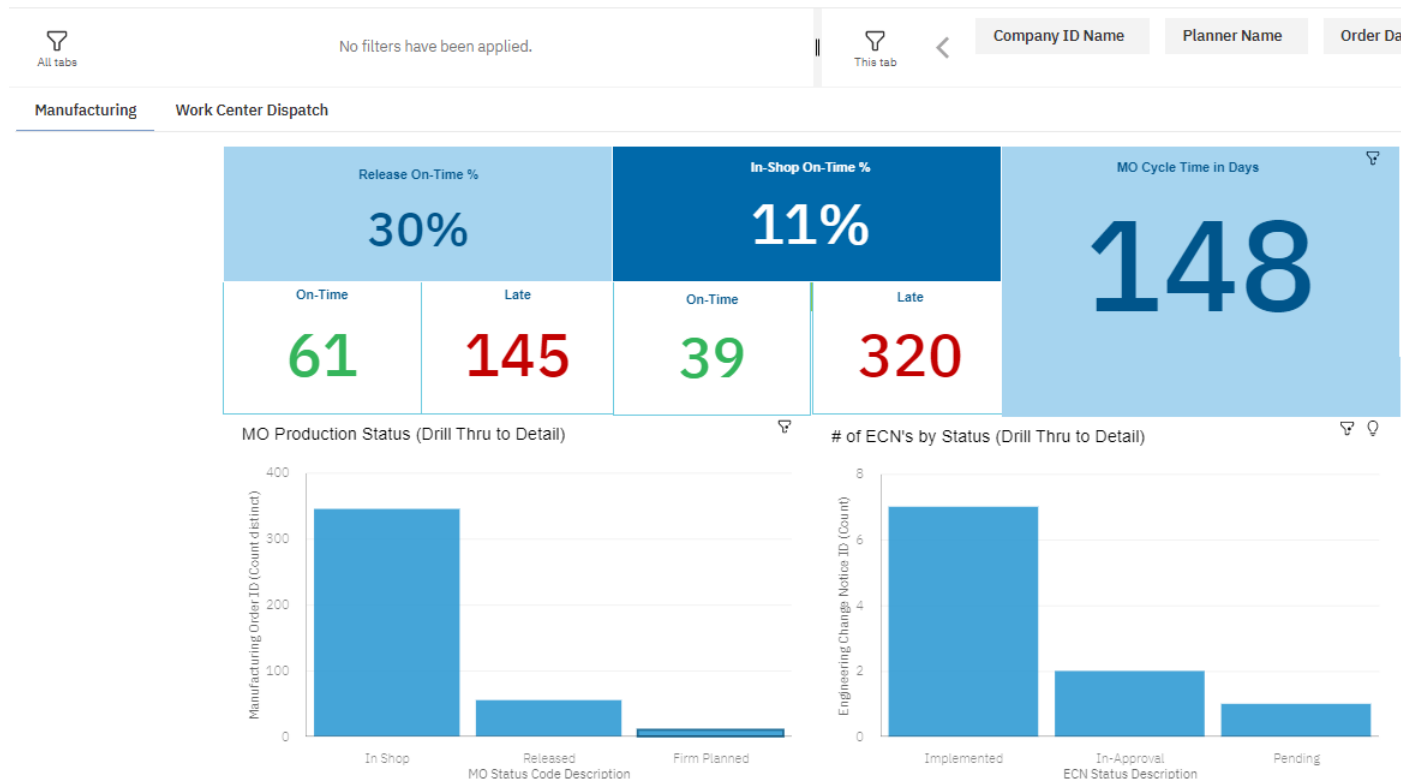 No filters have been applied.
All tabs
This tab
Company ID Name
Planner Name
Order Da
Manufacturing
Work Center Dispatch
Release On-Time %
30%
In-Shop On-Time %
11%
MO Cycle Time in Days
148
On-Time
61
Late
145
On-Time
39
Late
320
MO Production Status (Drill Thru to Detail)
Manufacturing Order ID (Count distinct)
400
300
200
100
0
In Shop
Released
Firm Planned
MO Status Code Description
# of ECN's by Status (Drill Thru to Detail)
Engineering Change Notice ID (Count)
8
6
4
2
0
Implemented
In-Approval
Pending
ECN Status Description